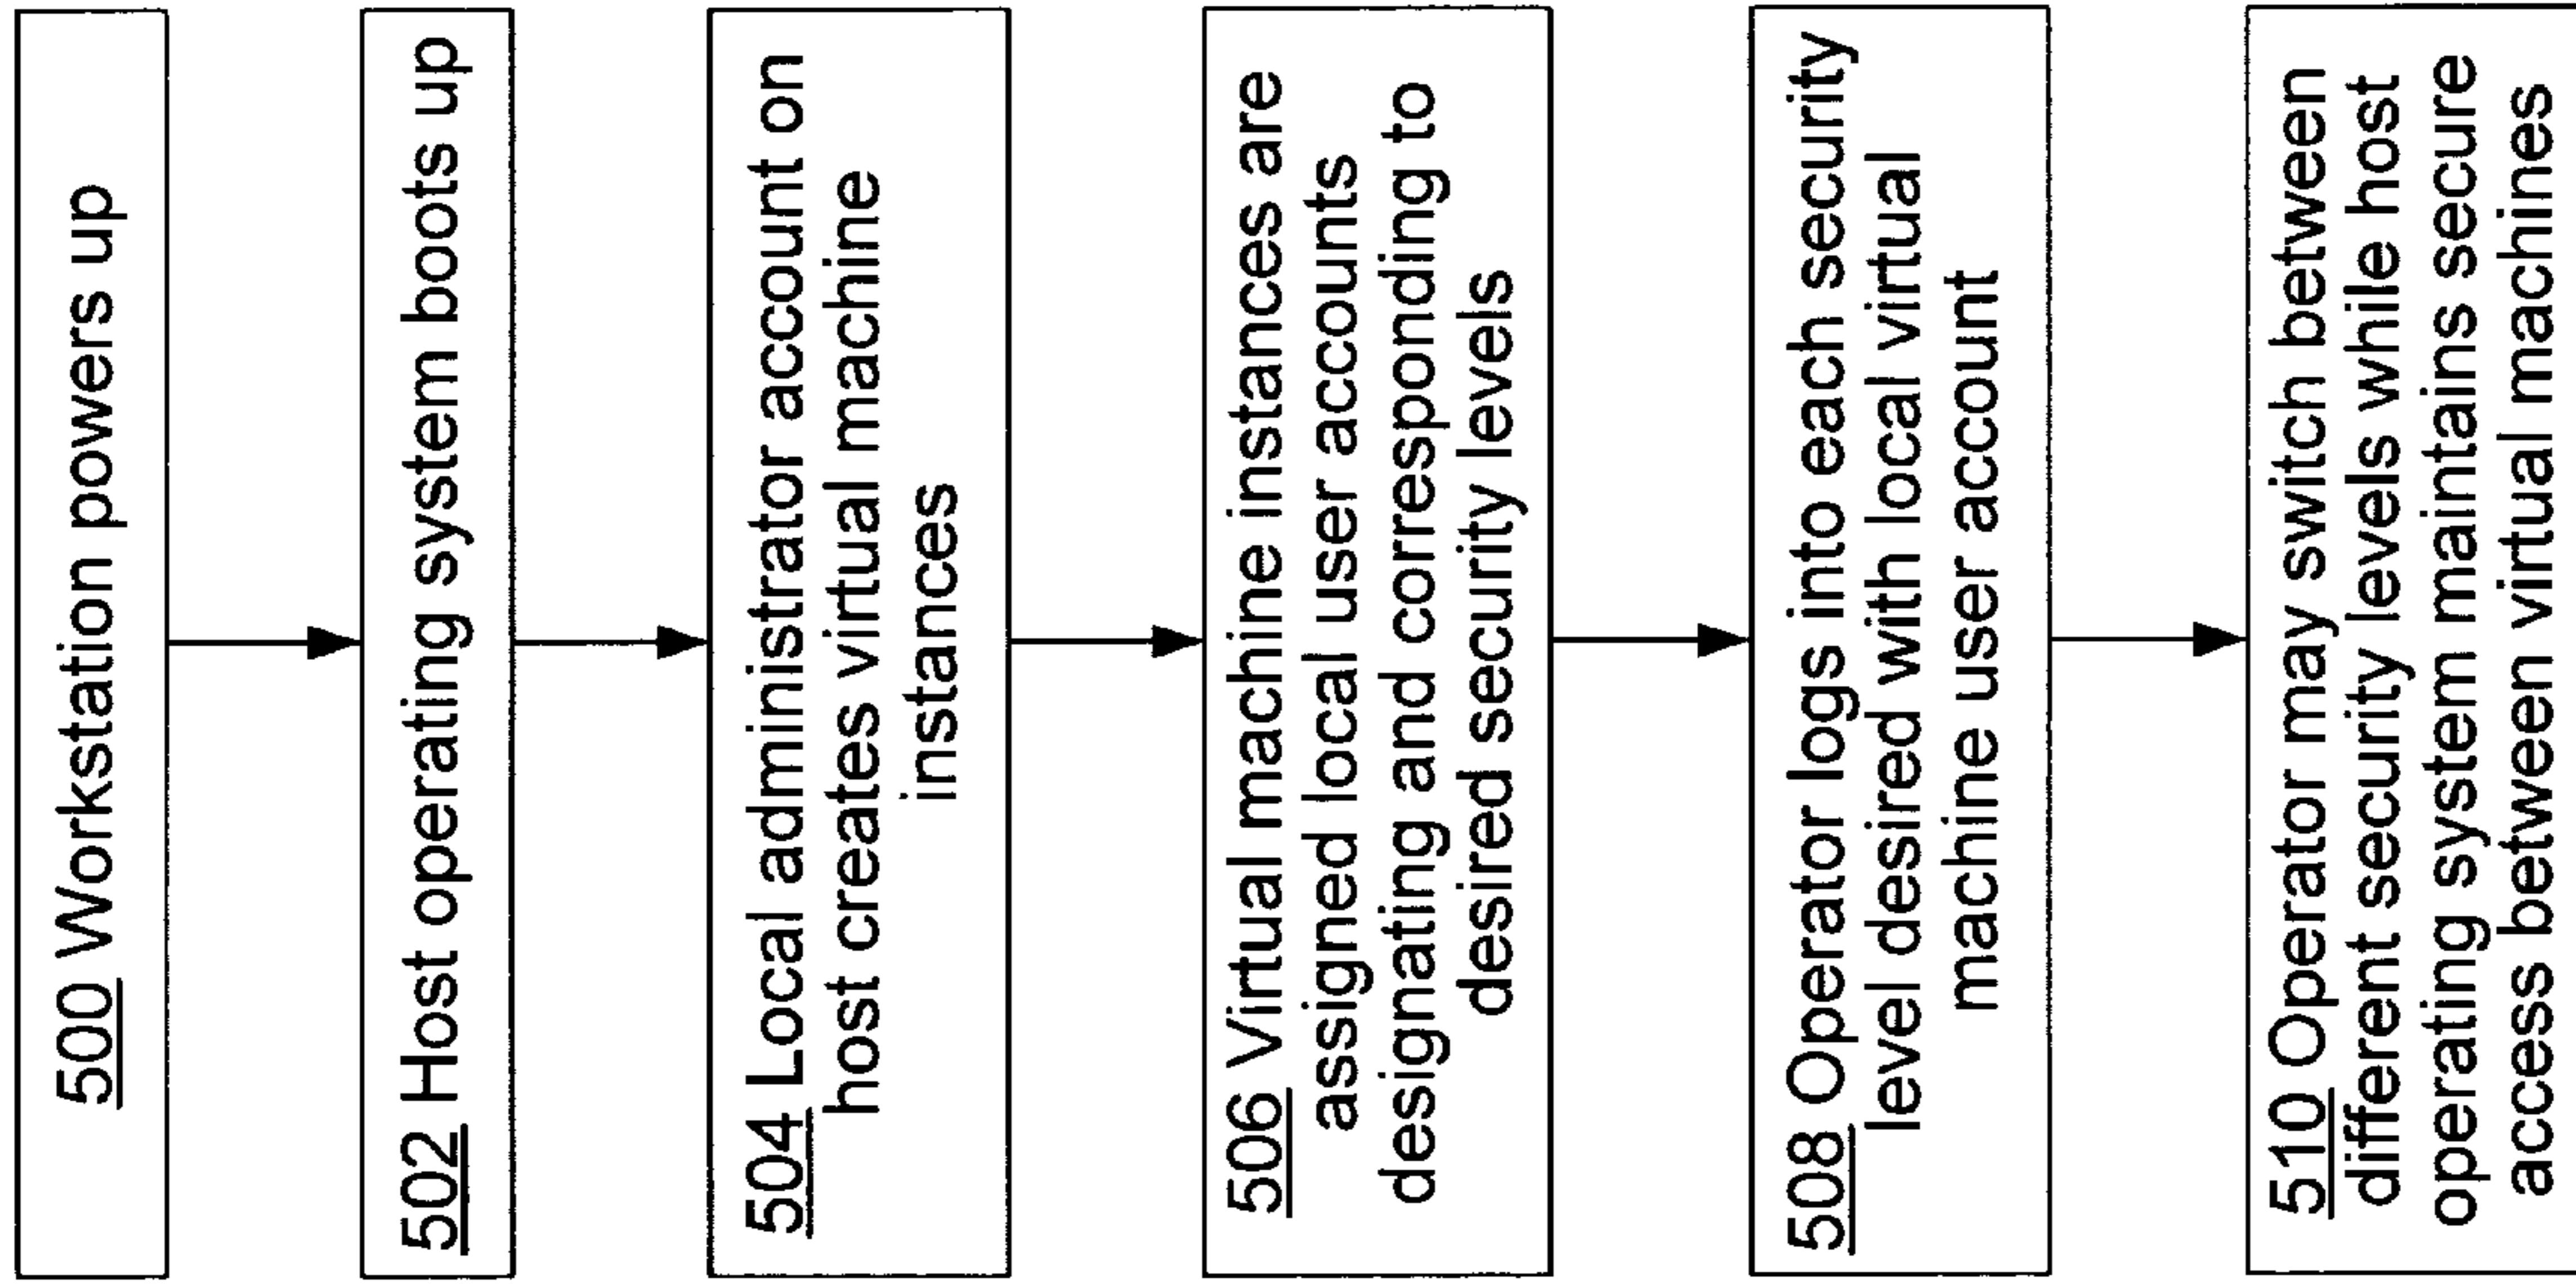 500 Workstation powers up
502 Host operating system boots up
504 Local administrator account on
host creates virtual machine
instances
506 Virtual machine instances are
assigned local user accounts
designating and corresponding to
desired security levels
508 Operator logs into each security
level desired with local virtual
machine user account
510 Operator may switch between
different security levels while host
operating system maintains secure
access between virtual machines